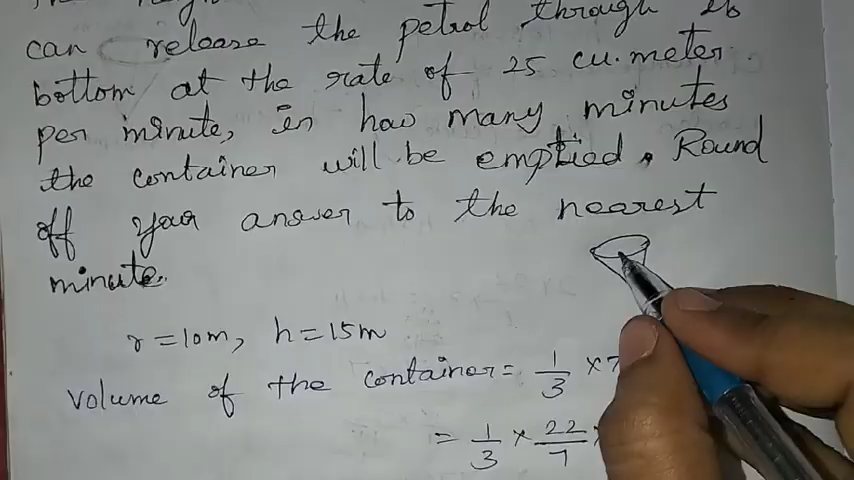 can release the petrol through its
bottom at the rate of 25 cu.meter
per minute, in how many minutes
the container will be emptied. Round
off your answer to the nearest
minute.
r = 10m, h = 15m
volume of the container = 1/3 ×
= 1/3 × 22/7 ×